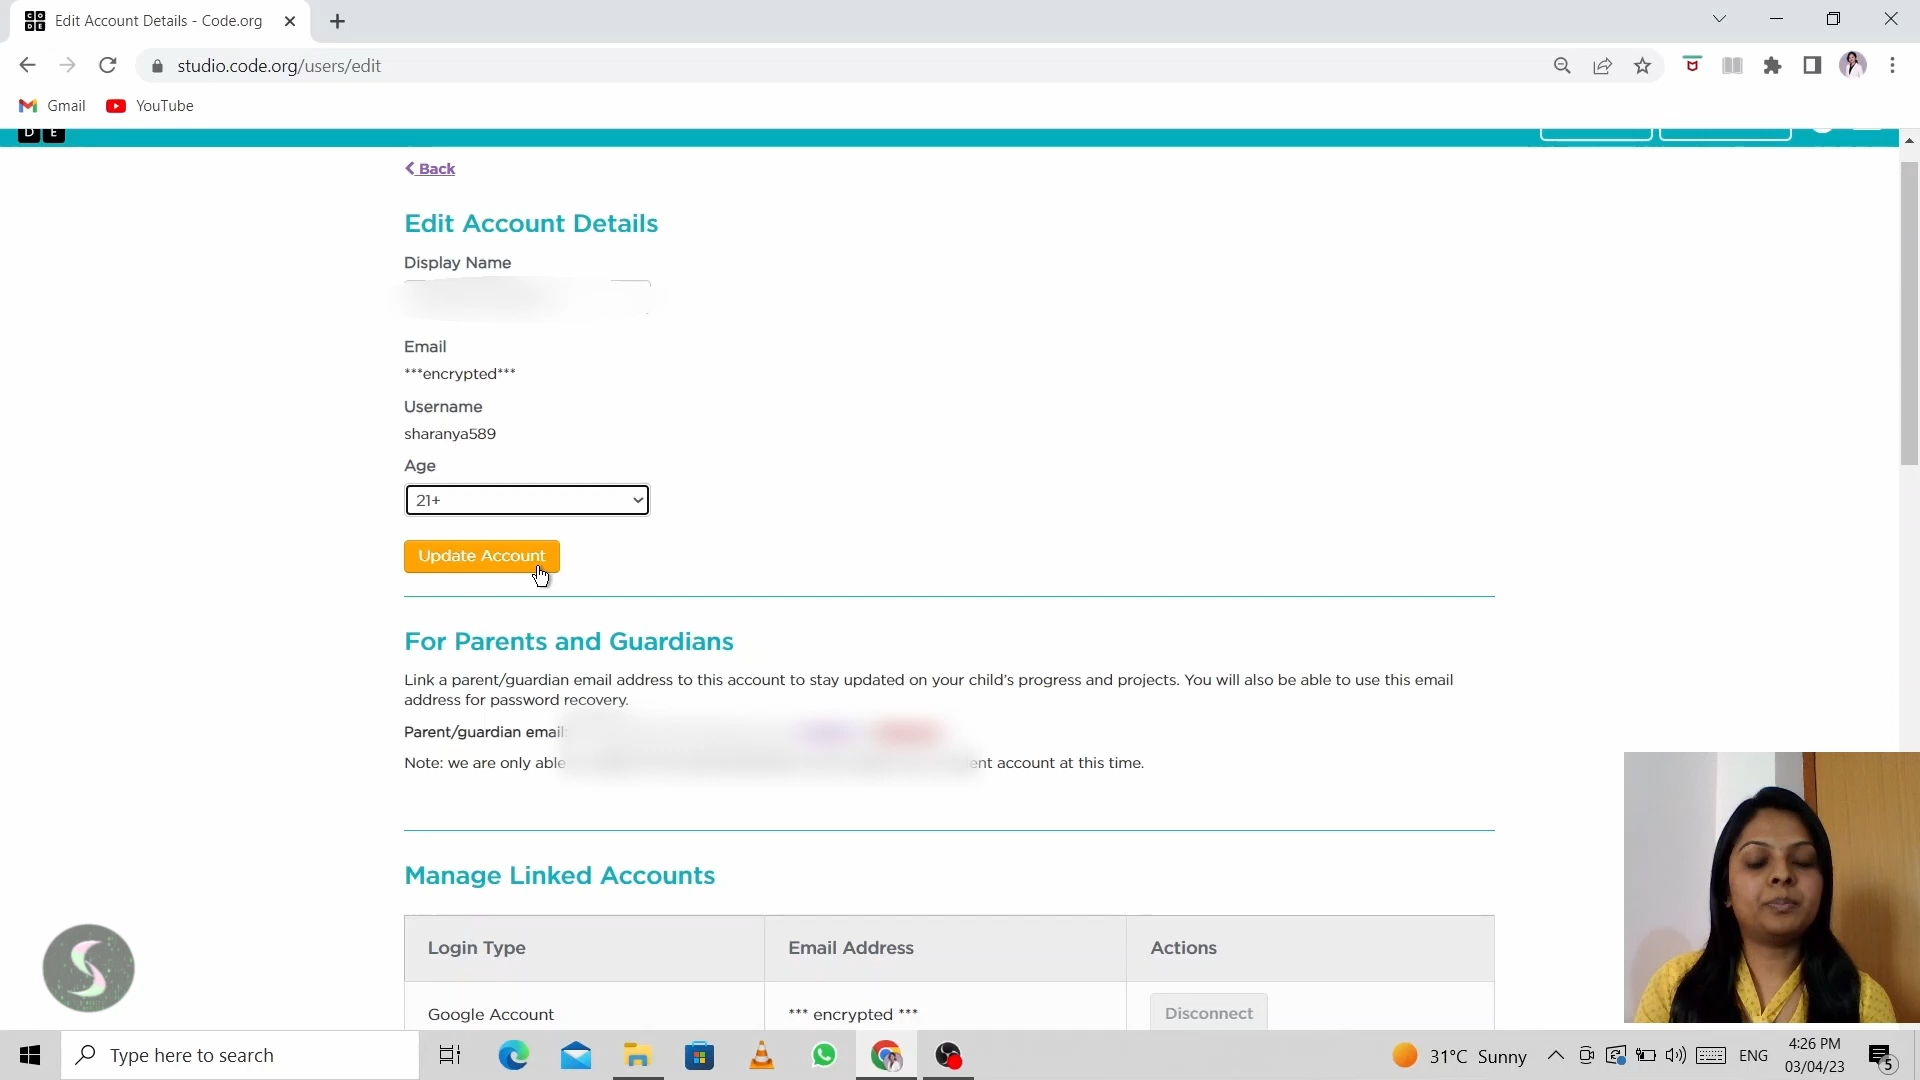 Edit Account Details - Code.org
studio.code.org/users/edit
Gmail
YouTube
D E
Back
Edit Account Details
Display Name
Email
***encrypted***
Username
sharanya589
Age
21+
Update Account
For Parents and Guardians
Link a parent/guardian email address to this account to stay updated on your child's progress and projects. You will also be able to use this email
address for password recovery.
Parent/guardian email:
Note: we are only able
account at this time.
Manage Linked Accounts
Login Type
Email Address
Actions
Google Account
*** encrypted ***
Disconnect
S
Type here to search
31°C Sunny
ENG
4:26 PM
03/04/23
5